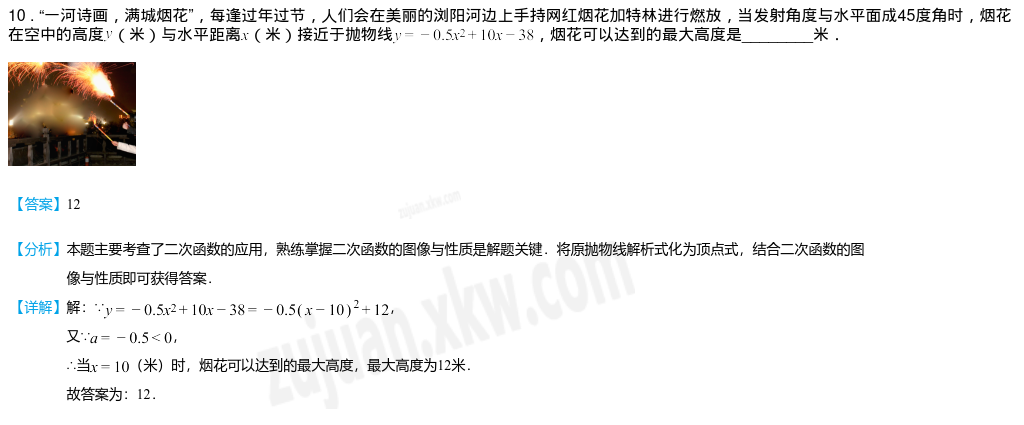 10．“一河诗画，满城烟花”，每逢过年过节，人们会在美丽的浏阳河边上手持网红烟花加特林进行燃放，当发射角度与水平面成45度角时，烟花
在空中的高度y（米）与水平距离x（米）接近于抛物线y=－0.5x²+10x－38，烟花可以达到的最大高度是________米．
zujuan.xkw.com
【答案】12
【分析】本题主要考查了二次函数的应用，熟练掌握二次函数的图像与性质是解题关键．将原抛物线解析式化为顶点式，结合二次函数的图
像与性质即可获得答案．
【详解】解：∵y=－0.5x²+10x－38=－0.5(x－10)²+12，
又∵a=－0.5<0，
∴当x=10（米）时，烟花可以达到的最大高度，最大高度为12米．
故答案为：12．
zujuan.xkw.com